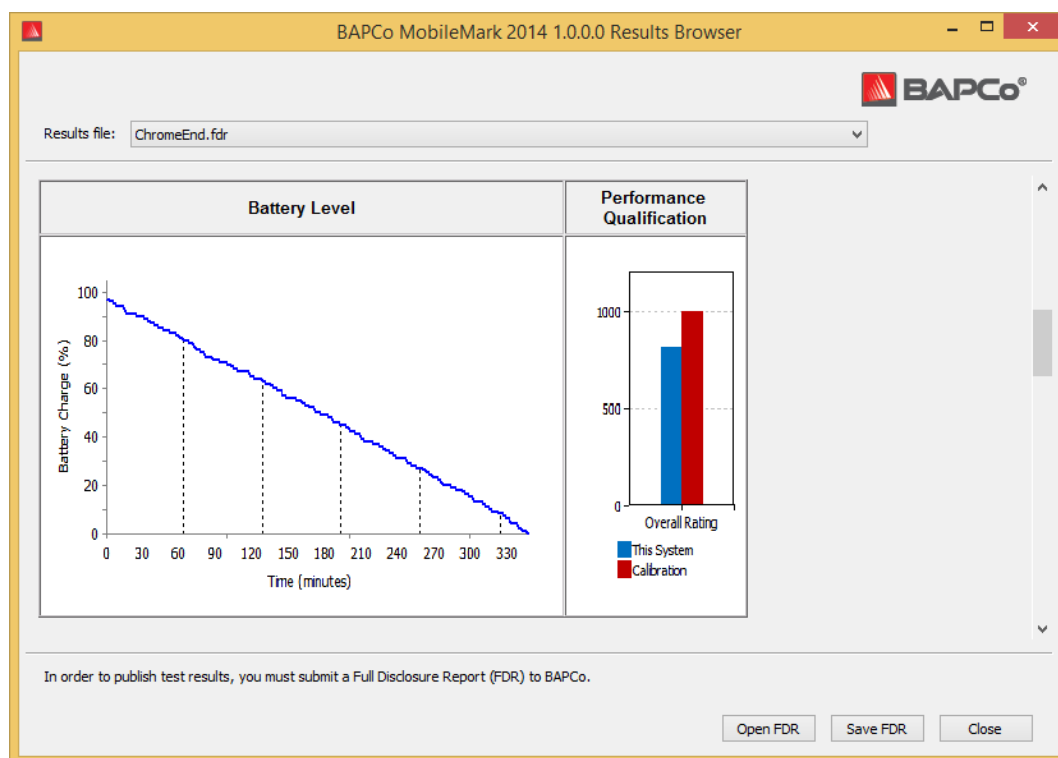 BAPCo MobileMark 2014 1.0.0.0 Results Browser
BAPCo®
Results file: ChromeEnd.fdr
Battery Level
Performance
Qualification
100
80
60
40
20
0
Battery Charge (%)
0 30 60 90 120 150 180 210 240 270 300 330
Time (minutes)
1000
500
0
Overall Rating
This System
Calibration
In order to publish test results, you must submit a Full Disclosure Report (FDR) to BAPCo.
Open FDR Save FDR Close